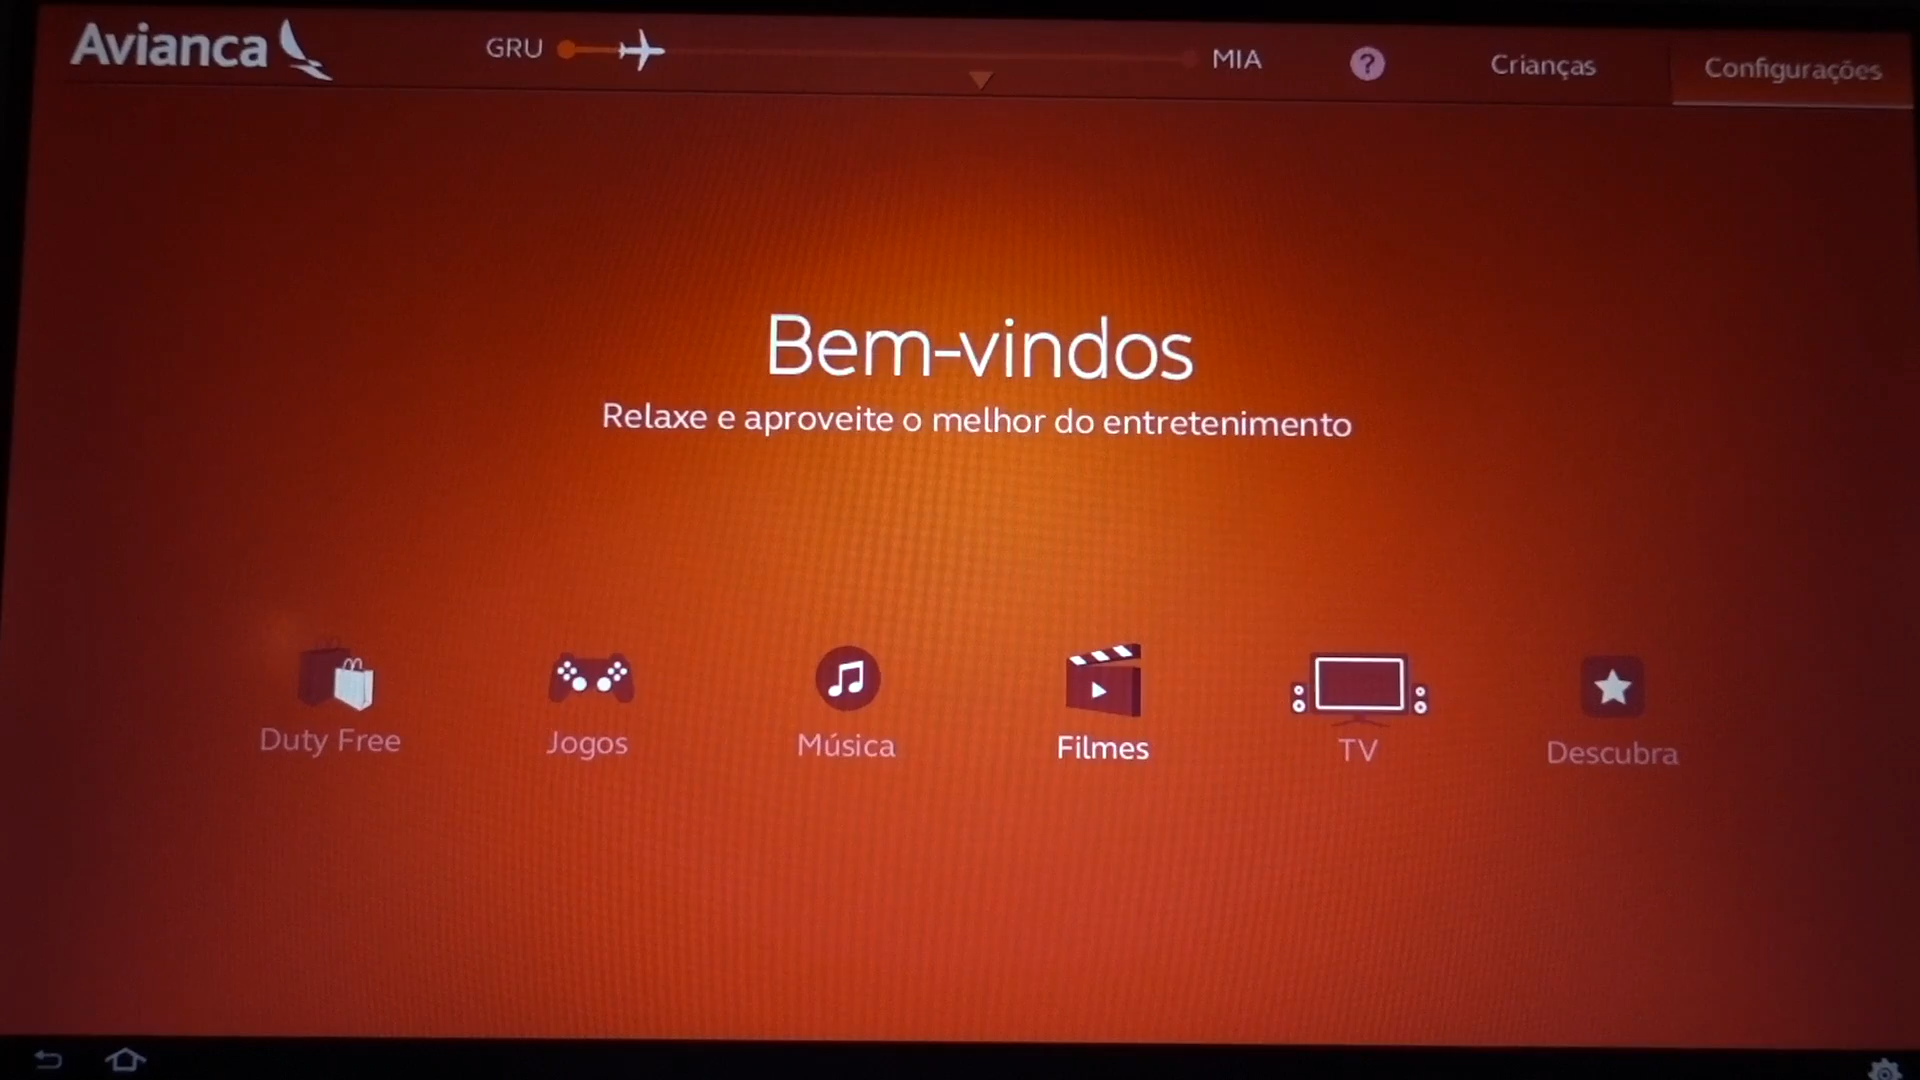 Avianca
GRU
MIA
?
Crianças
Configurações
Bem-vindos
Relaxe e aproveite o melhor do entretenimento
Duty Free
Jogos
Música
Filmes
TV
Descubra